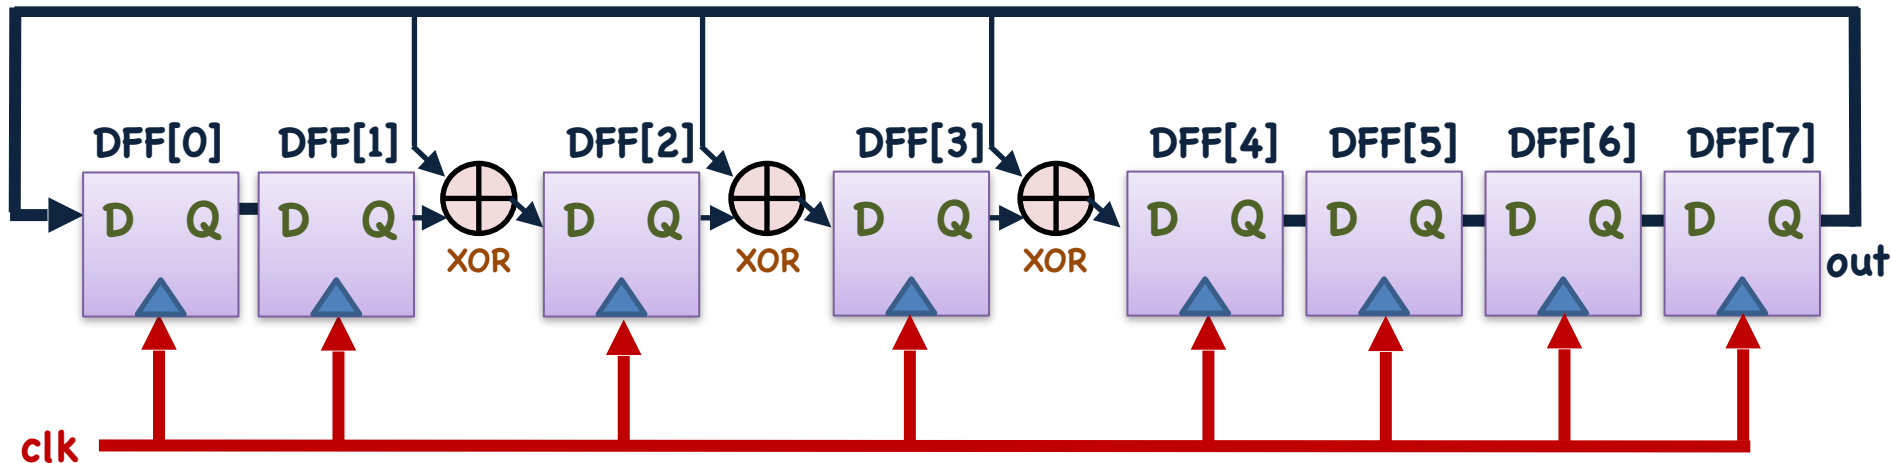 DFF[0] DFF[1] DFF[2] DFF[3] DFF[4] DFF[5] DFF[6] DFF[7]
D Q D Q D Q D Q D Q D Q D Q D Q
XOR XOR XOR out
clk